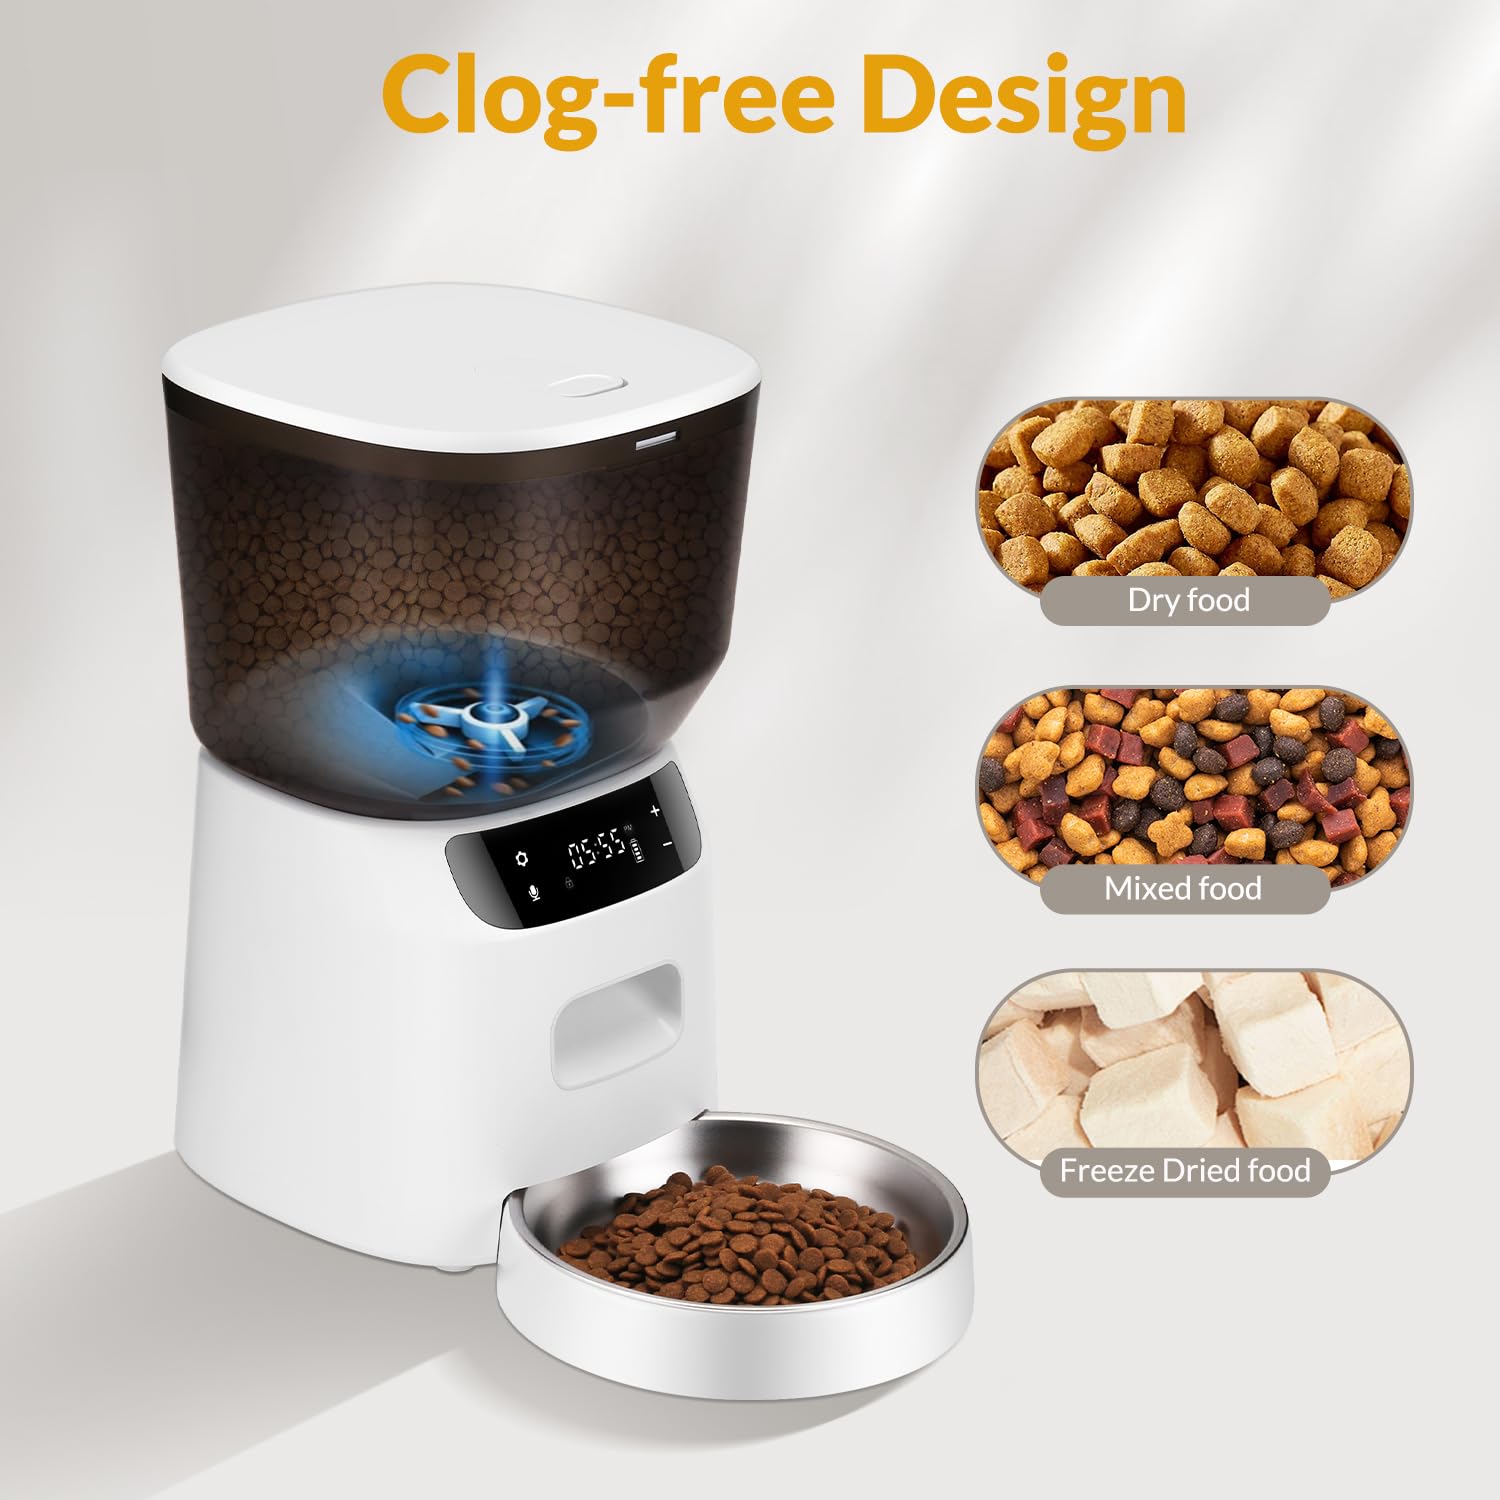 Clog-free Design
Dry food
05:55 PM
+
−
Mixed food
Freeze Dried food